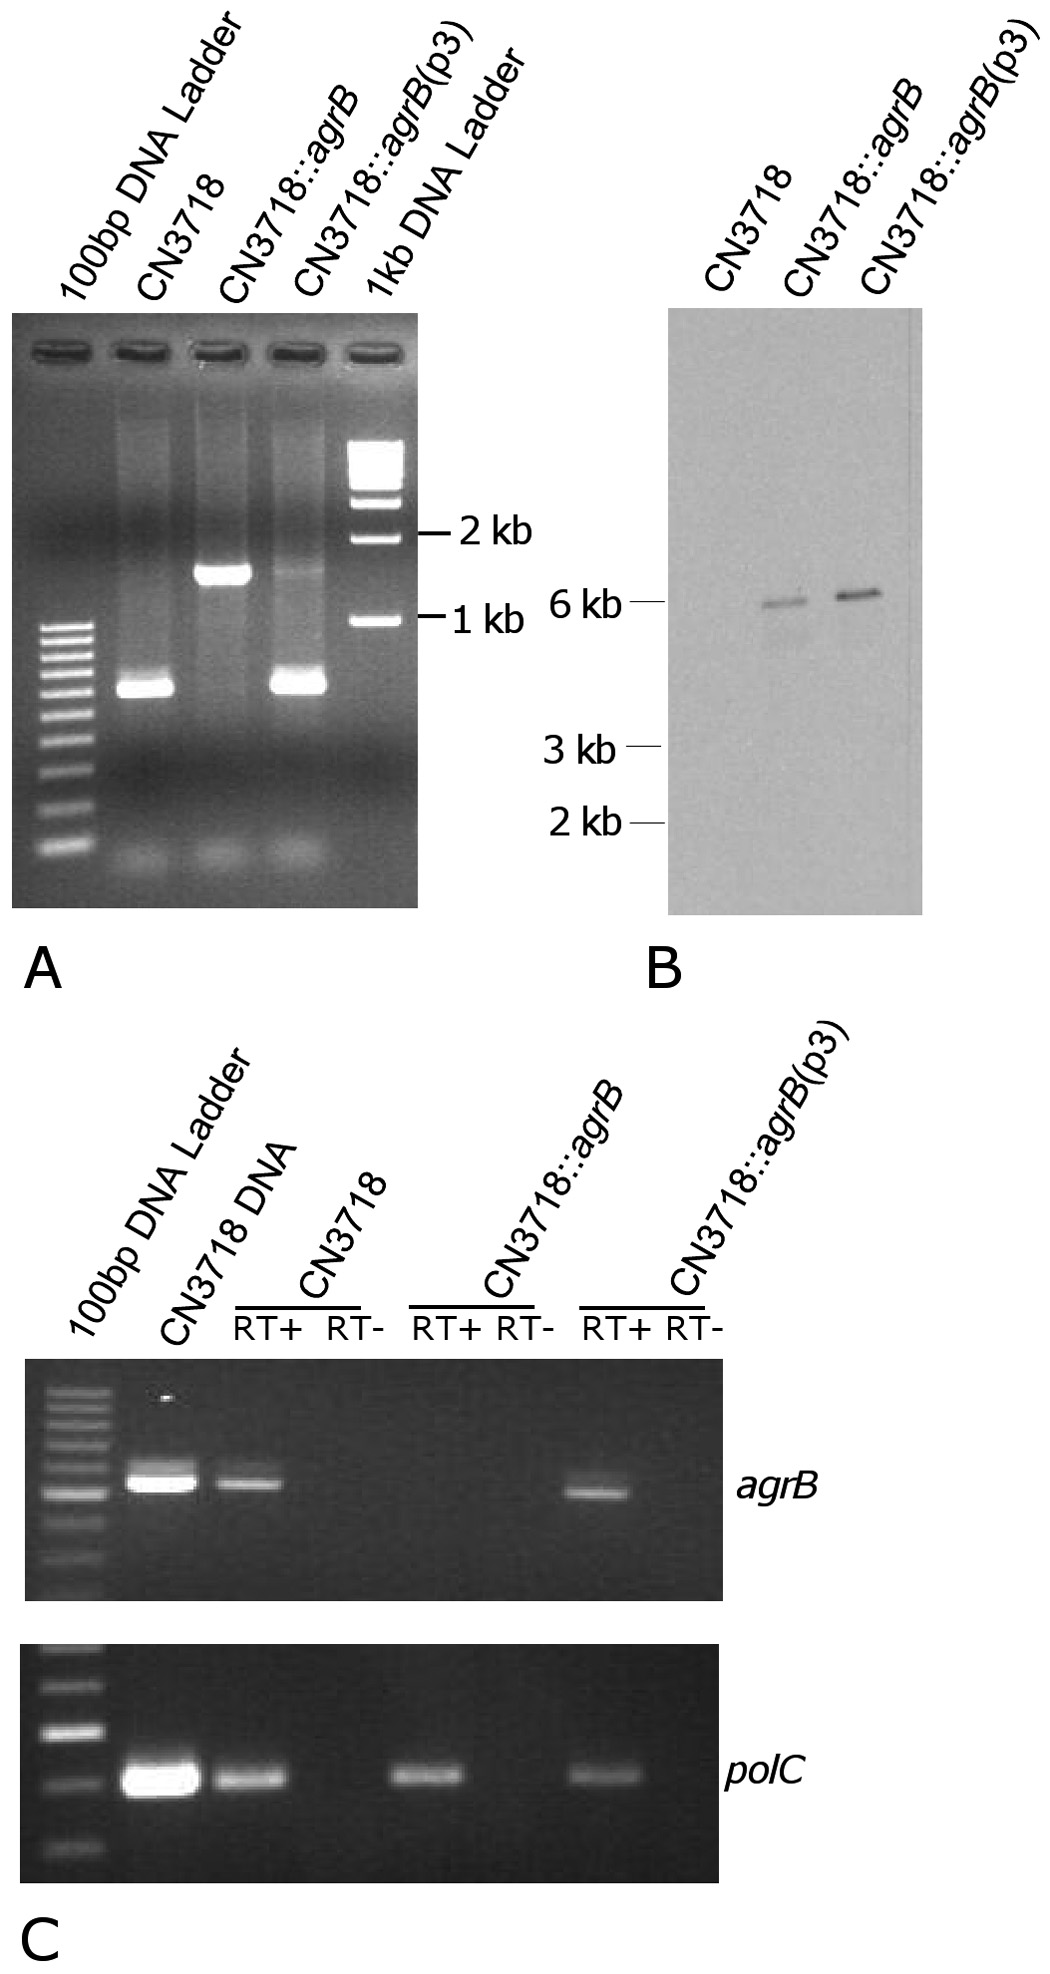 100bp DNA Ladder
CN3718
CN3718::agrB
CN3718::agrB(p3)
1kb DNA Ladder
2 kb
1 kb
A
CN3718
CN3718::agrB
CN3718::agrB(p3)
6 kb
3 kb
2 kb
B
100bp DNA Ladder
CN3718 DNA
CN3718
CN3718::agrB
CN3718::agrB(p3)
RT+ RT- RT+ RT- RT+ RT-
agrB
polC
C